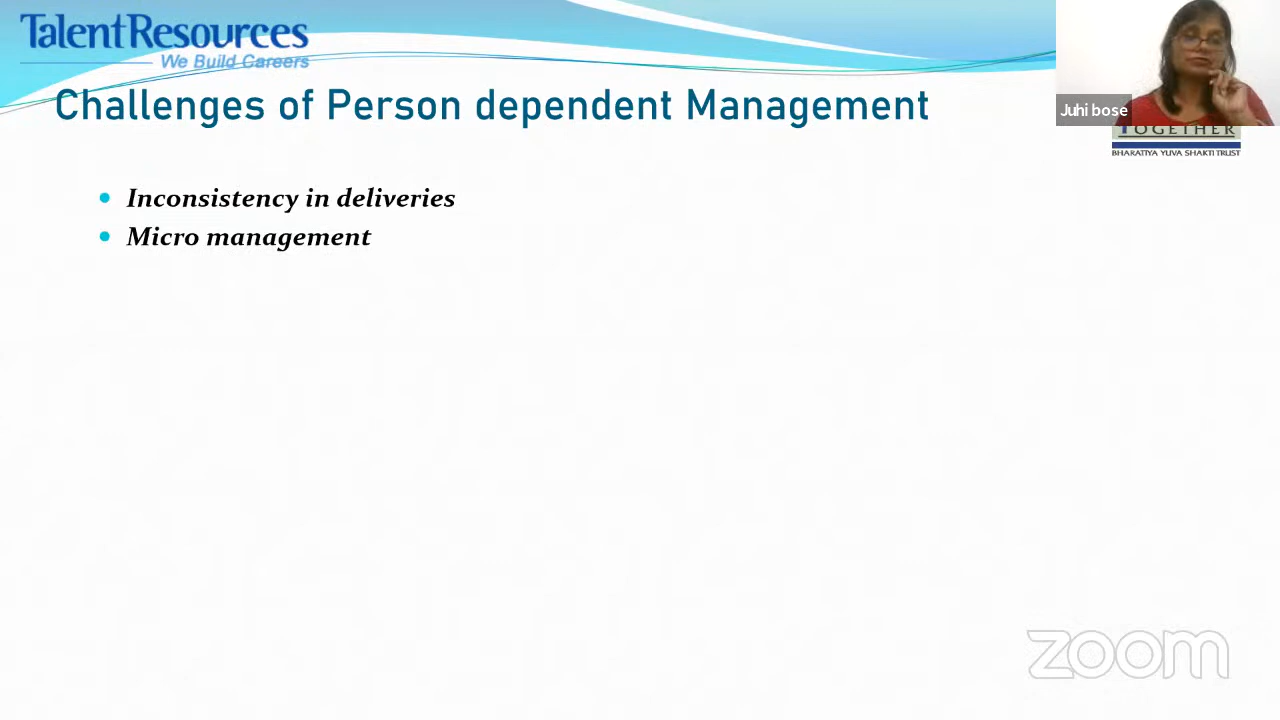 TalentResources
We Build Careers
Challenges of Person dependent Management
Juhi bose
TOGETHER
BHARATIYA YUVA SHAKTI TRUST
Inconsistency in deliveries
Micro management
zoom